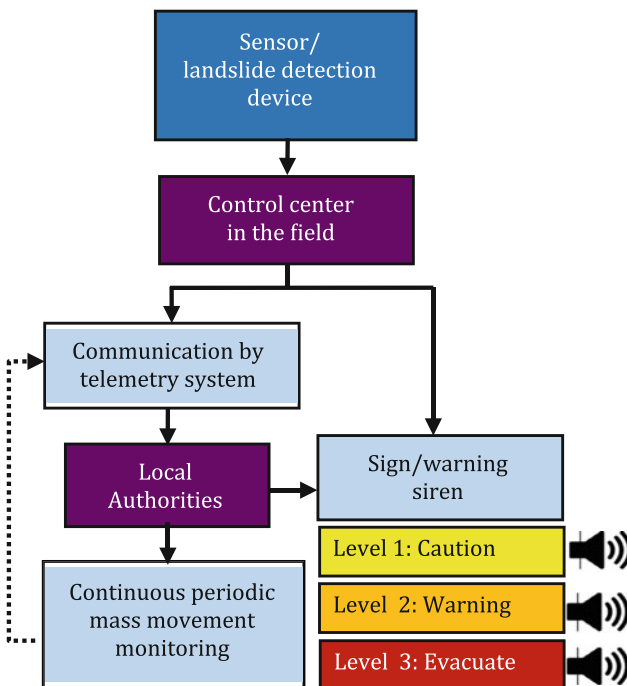 Sensor/
landslide detection
device
Control center
in the field
Communication by
telemetry system
Local
Authorities
Sign/warning
siren
Level 1: Caution
Level  2: Warning
Level  3: Evacuate
Continuous periodic
mass movement
monitoring